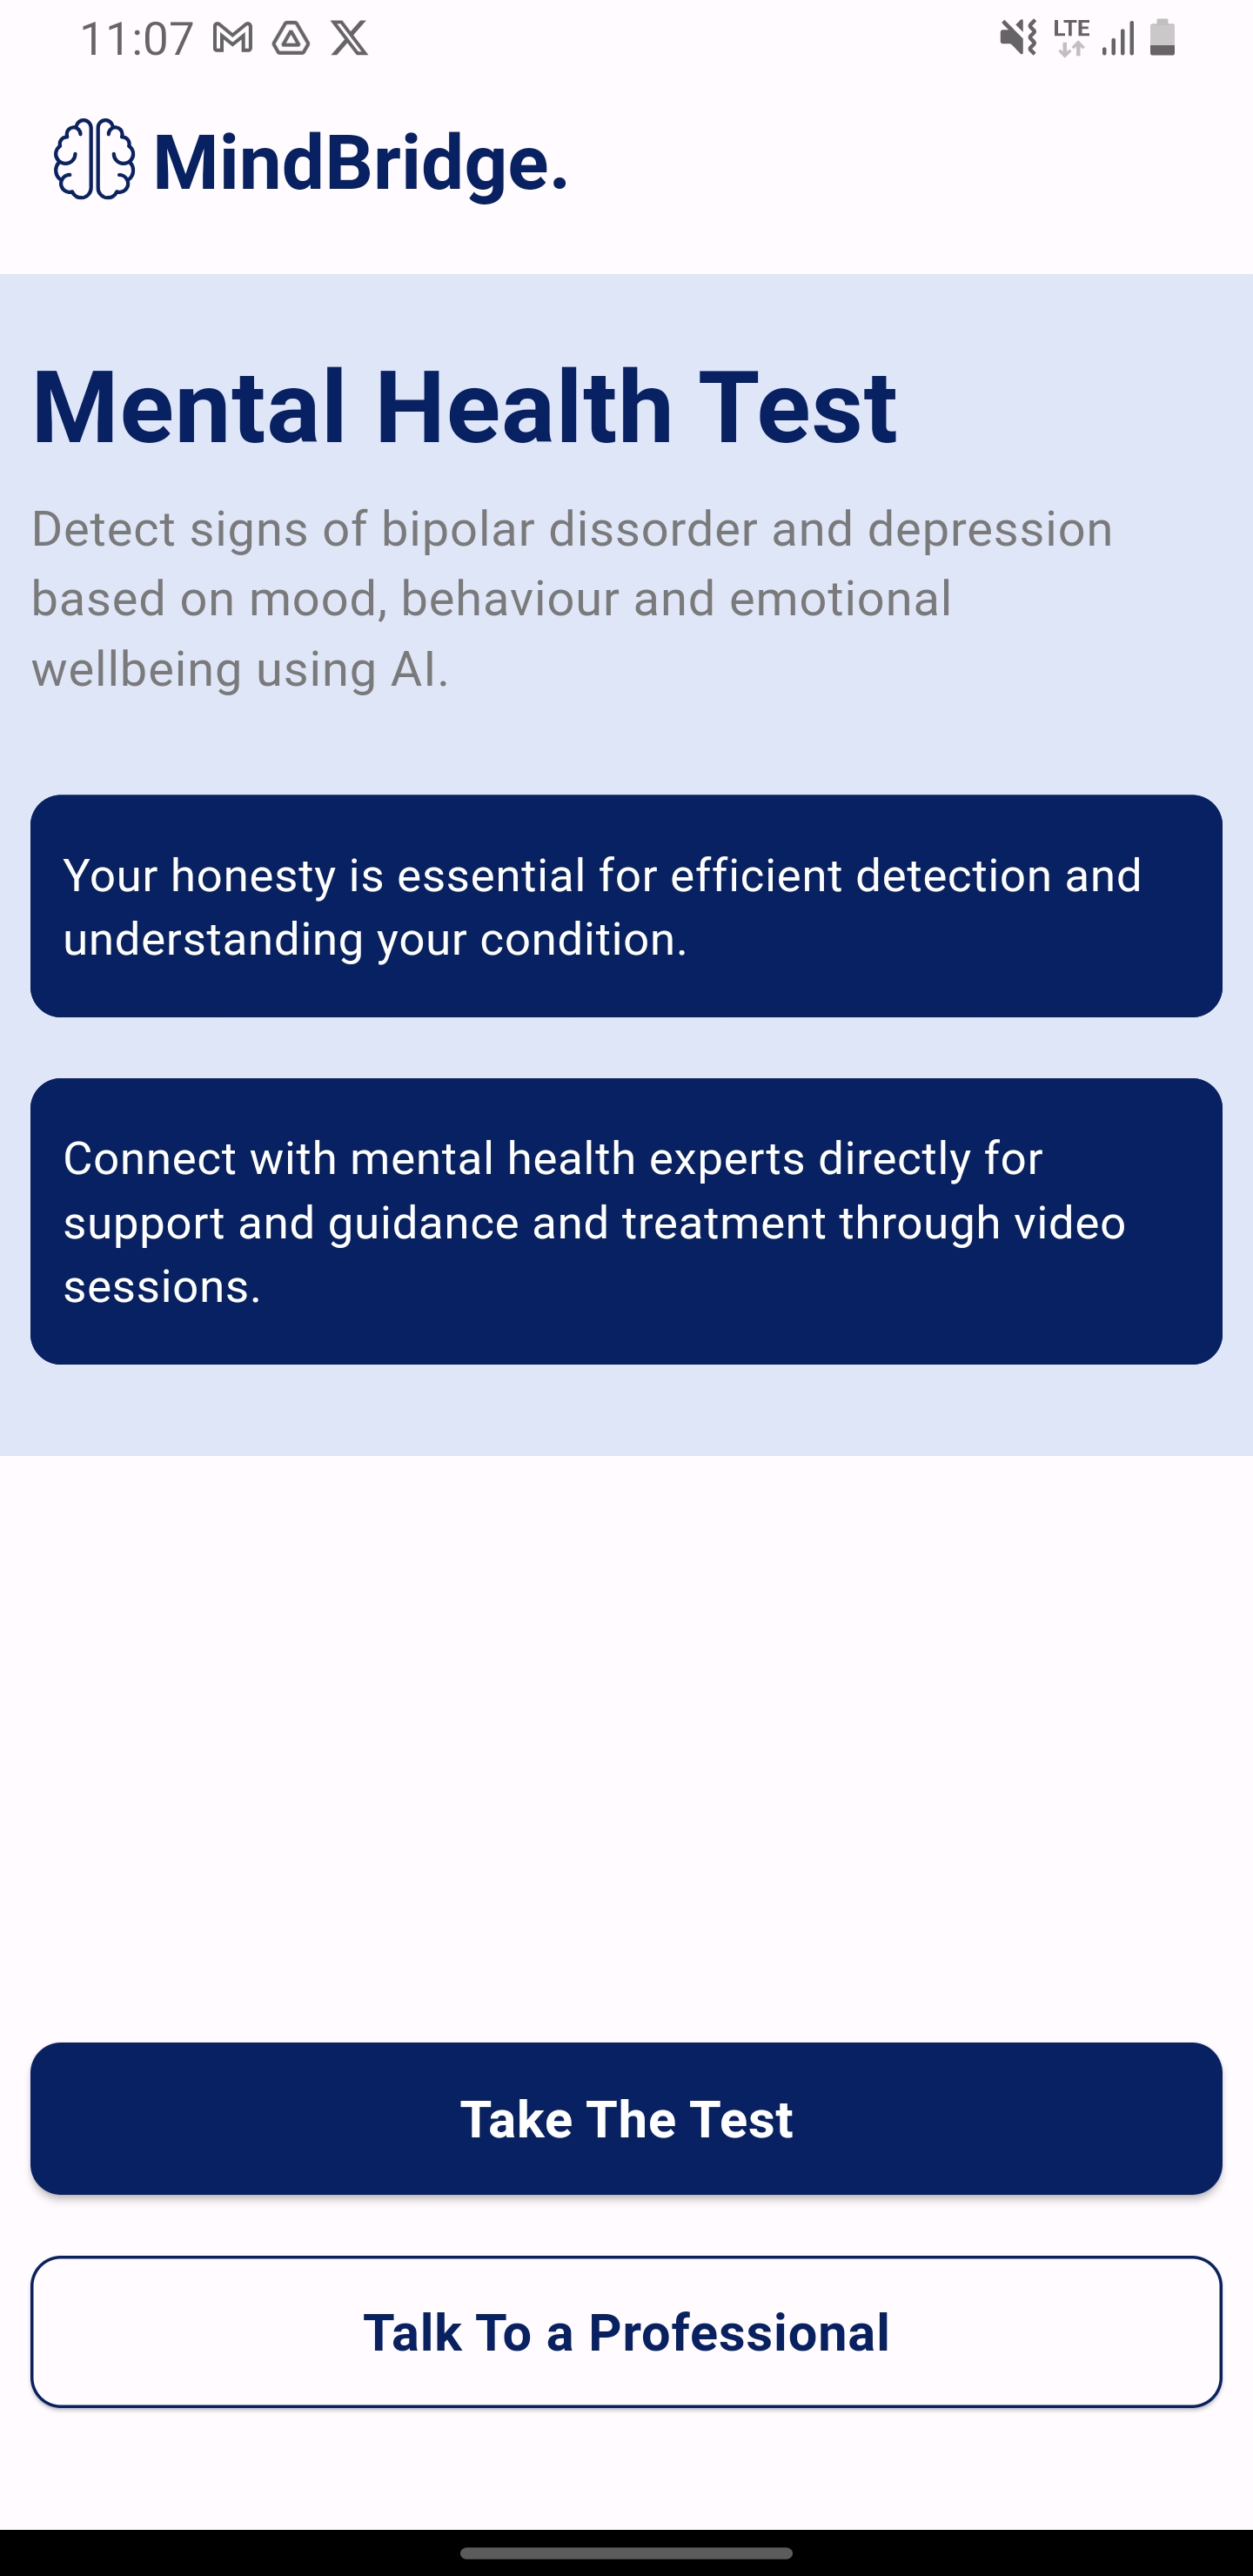 11:07
LTE
MindBridge.
Mental Health Test
Detect signs of bipolar dissorder and depression
based on mood, behaviour and emotional
wellbeing using AI.
Your honesty is essential for efficient detection and
understanding your condition.
Connect with mental health experts directly for
support and guidance and treatment through video
sessions.
Take The Test
Talk To a Professional